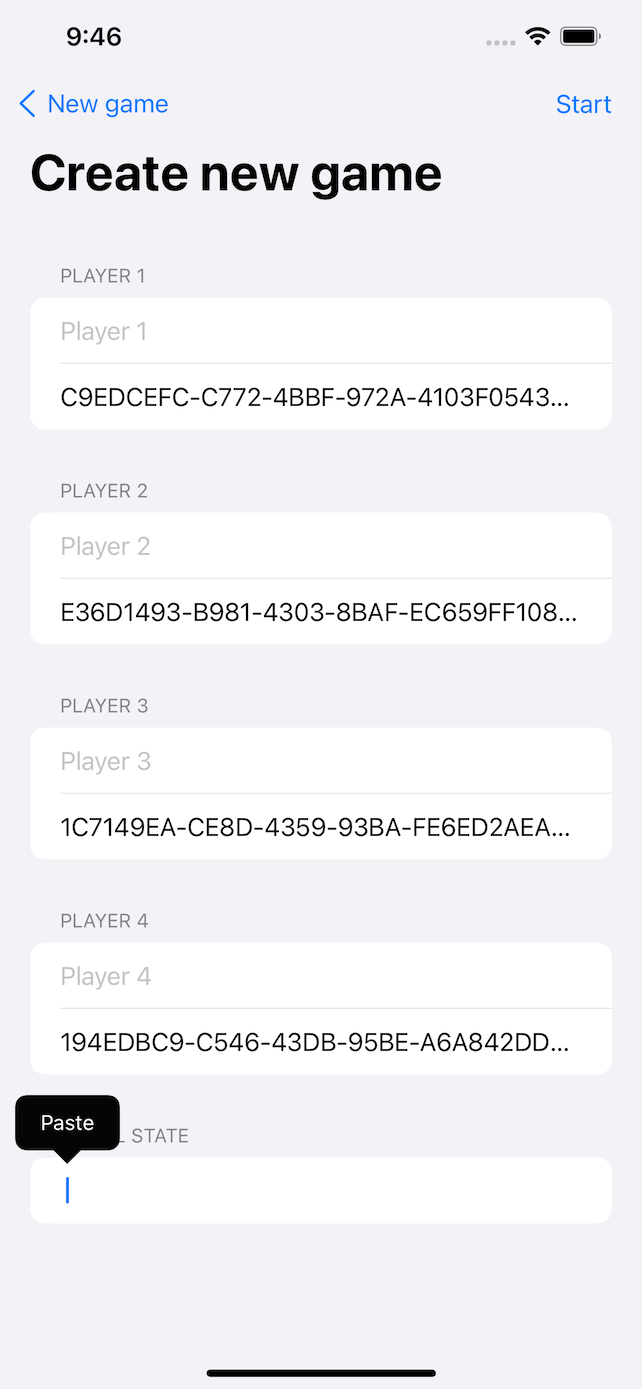 9:46
New game
Start
Create new game
PLAYER 1
Player 1
C9EDCEFC-C772-4BBF-972A-4103F0543...
PLAYER 2
Player 2
E36D1493-B981-4303-8BAF-EC659FF108...
PLAYER 3
Player 3
1C7149EA-CE8D-4359-93BA-FE6ED2AEA...
PLAYER 4
Player 4
194EDBC9-C546-43DB-95BE-A6A842DD...
Paste
STATE